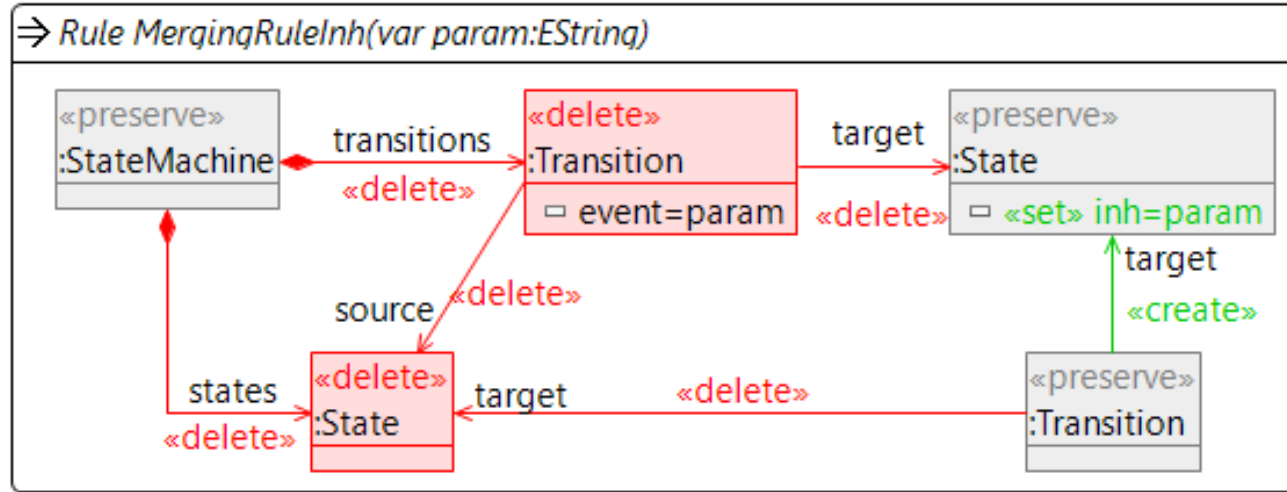 Rule MergingRuleInh(var param:EString)
«preserve»
:StateMachine
transitions
«delete»
«delete»
:Transition
event=param
target
«delete»
«preserve»
:State
«set» inh=param
source
«delete»
target
«create»
states
«delete»
«delete»
:State
target
«delete»
«preserve»
:Transition